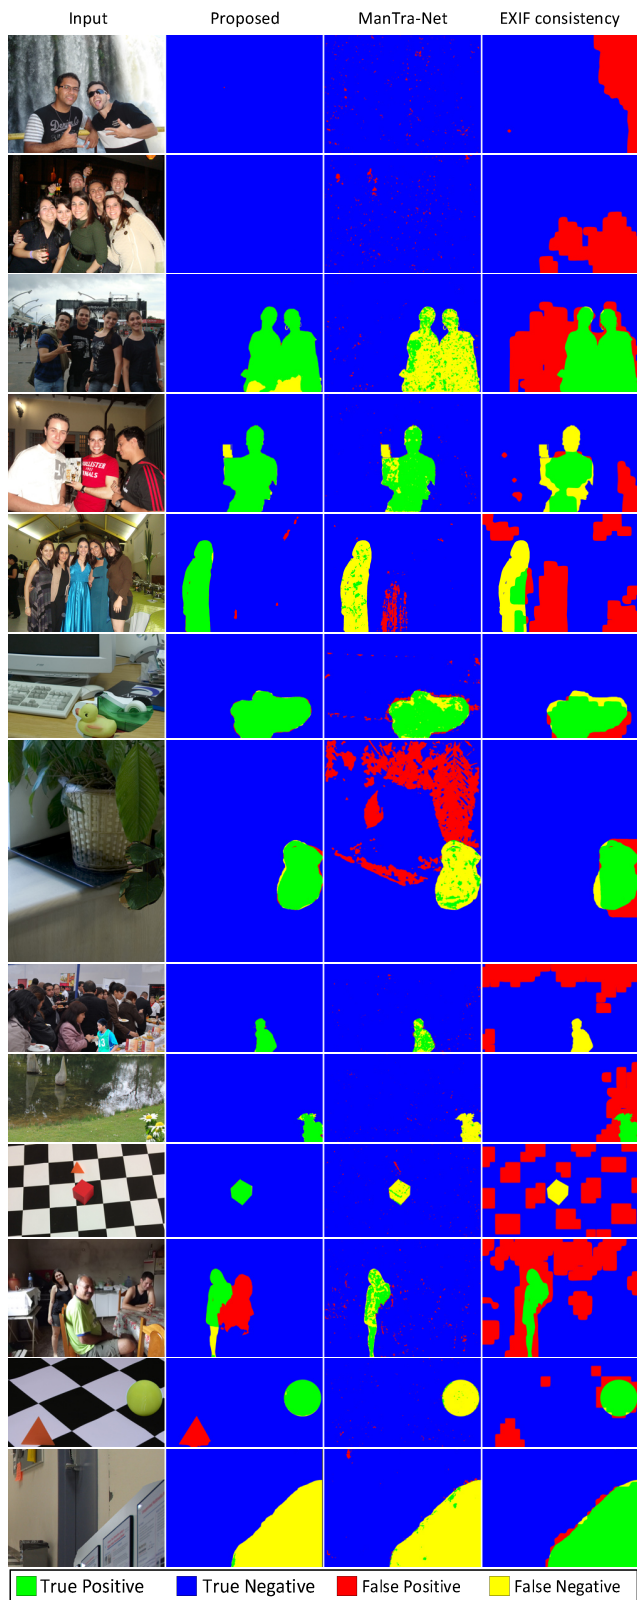 Input Proposed ManTra-Net EXIF consistency
True Positive True Negative False Positive False Negative